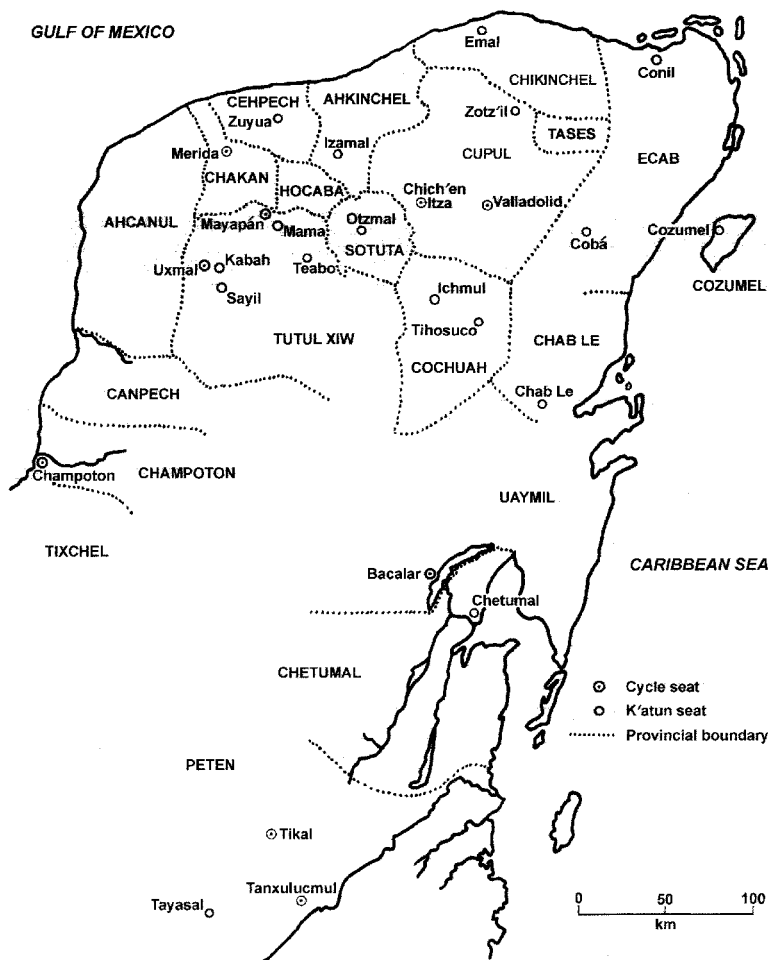 GULF OF MEXICO
Emal
Conil
CHIKINCHEL
CEHPECH
AHKINCHEL
Zuyua
Zotz'il
TASES
Izamal
Merida
CUPUL
ECAB
CHAKAN
HOCABA
Chich'en
Itza
Valladolid
AHCANUL
Mayapán
Mama
Otzmal
Cobá
Cozumel
SOTUTA
Uxmal
Kabah
Teabo
COZUMEL
Sayil
Ichmul
Tihosuco
TUTUL XIW
CHAB LE
COCHUAH
CANPECH
Chab Le
Champoton
CHAMPOTON
UAYMIL
TIXCHEL
CARIBBEAN SEA
Bacalar
Chetumal
CHETUMAL
Cycle seat
K'atun seat
Provincial boundary
PETEN
Tikal
Tanxulucmul
Tayasal
0 50 100
km